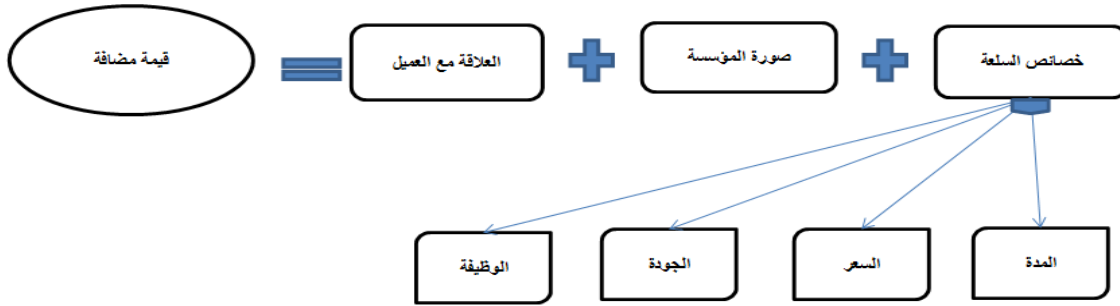 خصائص السلعة
صورة المؤسسة
العلاقة مع العميل
قيمة مضافة
المدة
السعر
الجودة
الوظيفة